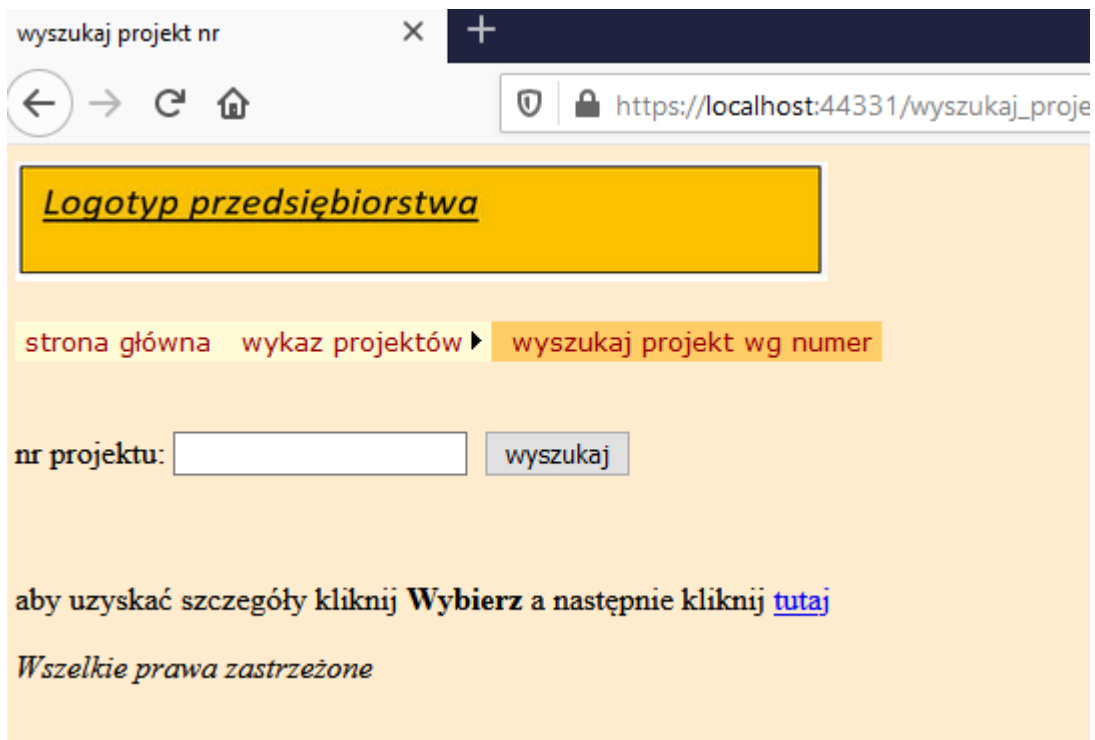 wyszukaj projekt nr
https://localhost:44331/wyszukaj_proje
Logotyp przedsiębiorstwa
strona główna wykaz projektów wyszukaj projekt wg numer
nr projektu: wyszukaj
aby uzyskać szczegóły kliknij Wybierz a następnie kliknij tutaj
Wszelkie prawa zastrzeżone